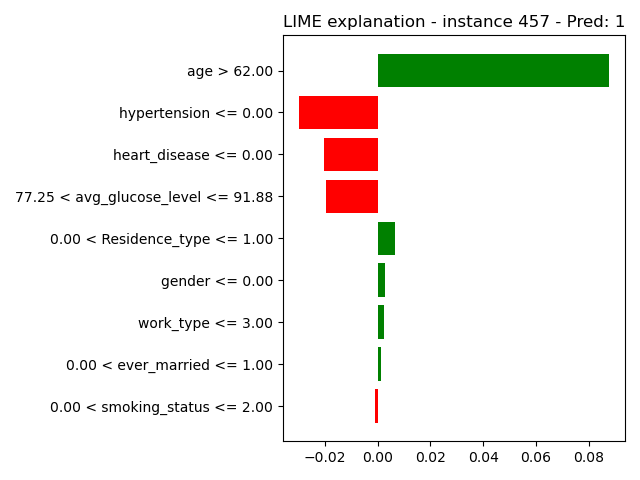 LIME explanation - instance 457 - Pred: 1
age > 62.00
hypertension <= 0.00
heart_disease <= 0.00
77.25 < avg_glucose_level <= 91.88
0.00 < Residence_type <= 1.00
gender <= 0.00
work_type <= 3.00
0.00 < ever_married <= 1.00
0.00 < smoking_status <= 2.00
−0.02 0.00 0.02 0.04 0.06 0.08